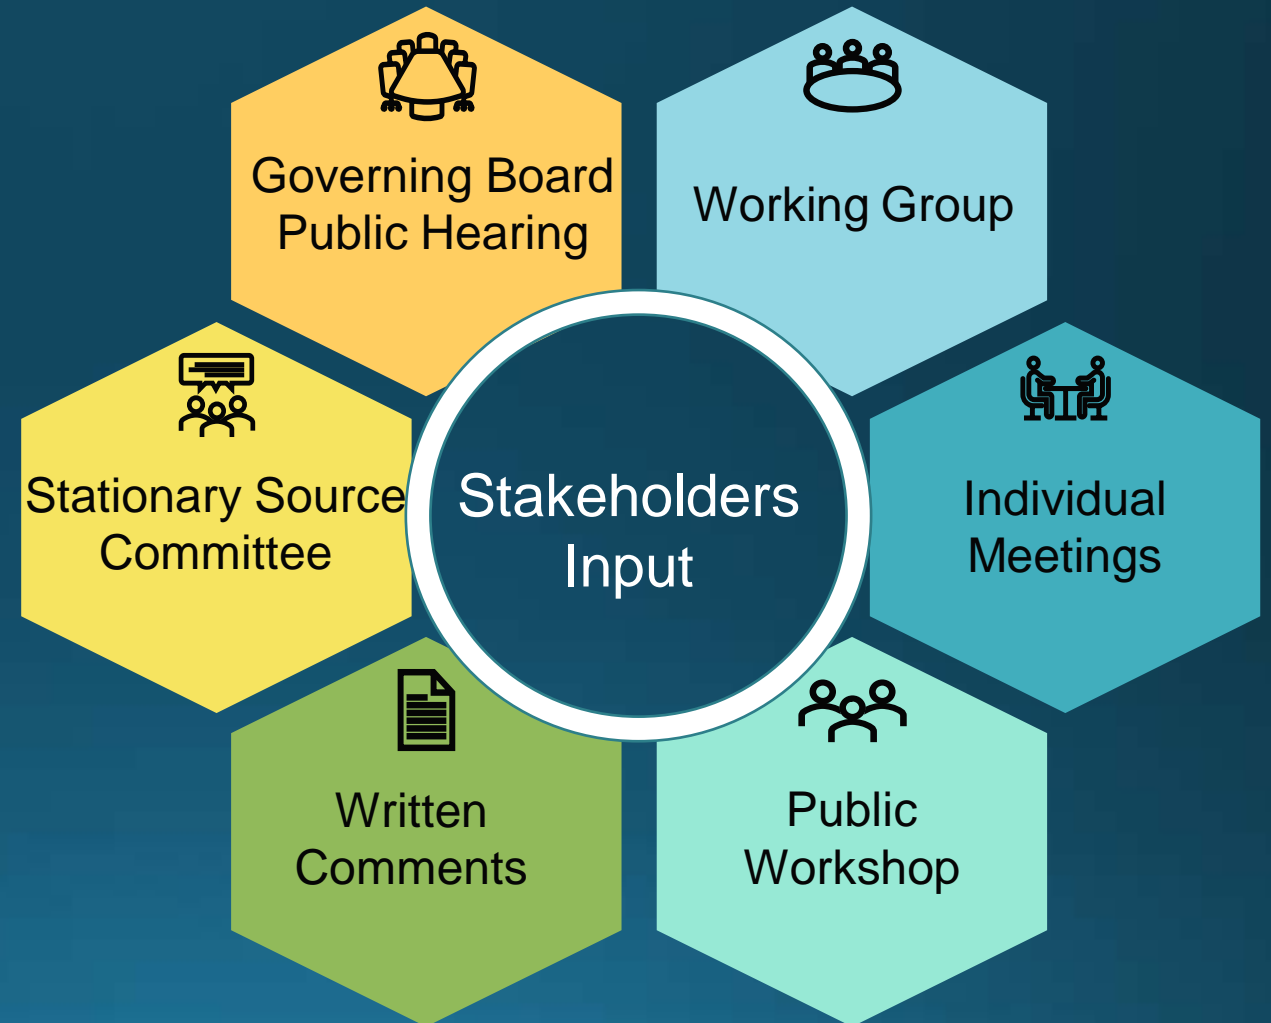 Governing Board
Public Hearing
Working Group
Stationary Source
Committee
Stakeholders
Input
Individual
Meetings
Written
Comments
Public
Workshop